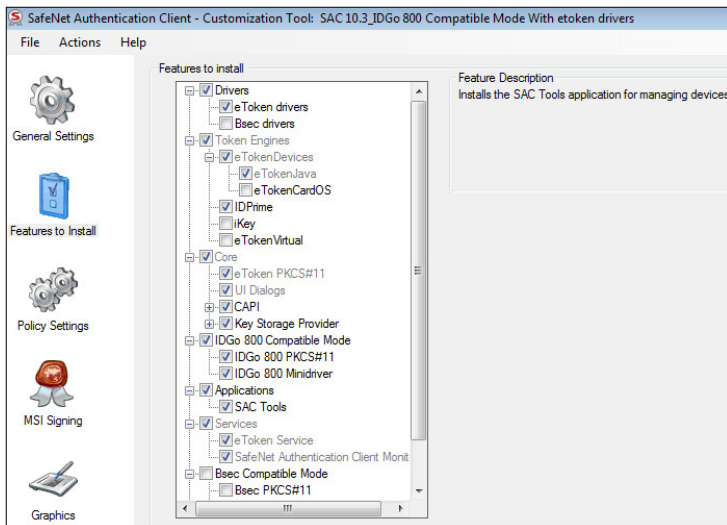 SafeNet Authentication Client - Customization Tool: SAC 10.3_IDGo 800 Compatible Mode With etoken drivers
File Actions Help
Features to install
Feature Description
Installs the SAC Tools application for managing devices
General Settings
Features to Install
Policy Settings
MSI Signing
Graphics
Drivers
eToken drivers
Bsec drivers
Token Engines
eTokenDevices
eTokenJava
eTokenCardOS
IDPrime
iKey
eTokenVirtual
Core
eToken PKCS#11
UI Dialogs
CAPI
Key Storage Provider
IDGo 800 Compatible Mode
IDGo 800 PKCS#11
IDGo 800 Minidriver
Applications
SAC Tools
Services
eToken Service
SafeNet Authentication Client Monit
Bsec Compatible Mode
Bsec PKCS#11